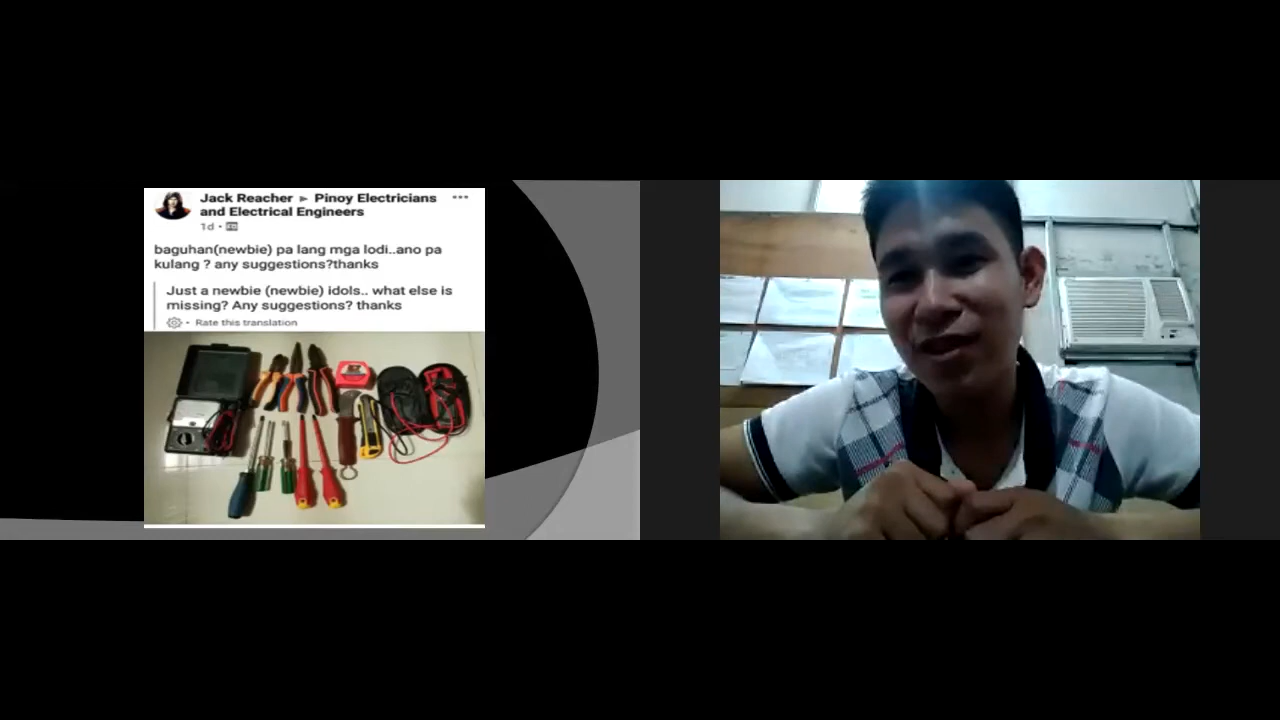 Jack Reacher ► Pinoy Electricians
and Electrical Engineers
1d ·
baguhan(newbie) pa lang mga lodi..ano pa
kulang ? any suggestions?thanks
Just a newbie (newbie) idols.. what else is
missing? Any suggestions? thanks
· Rate this translation